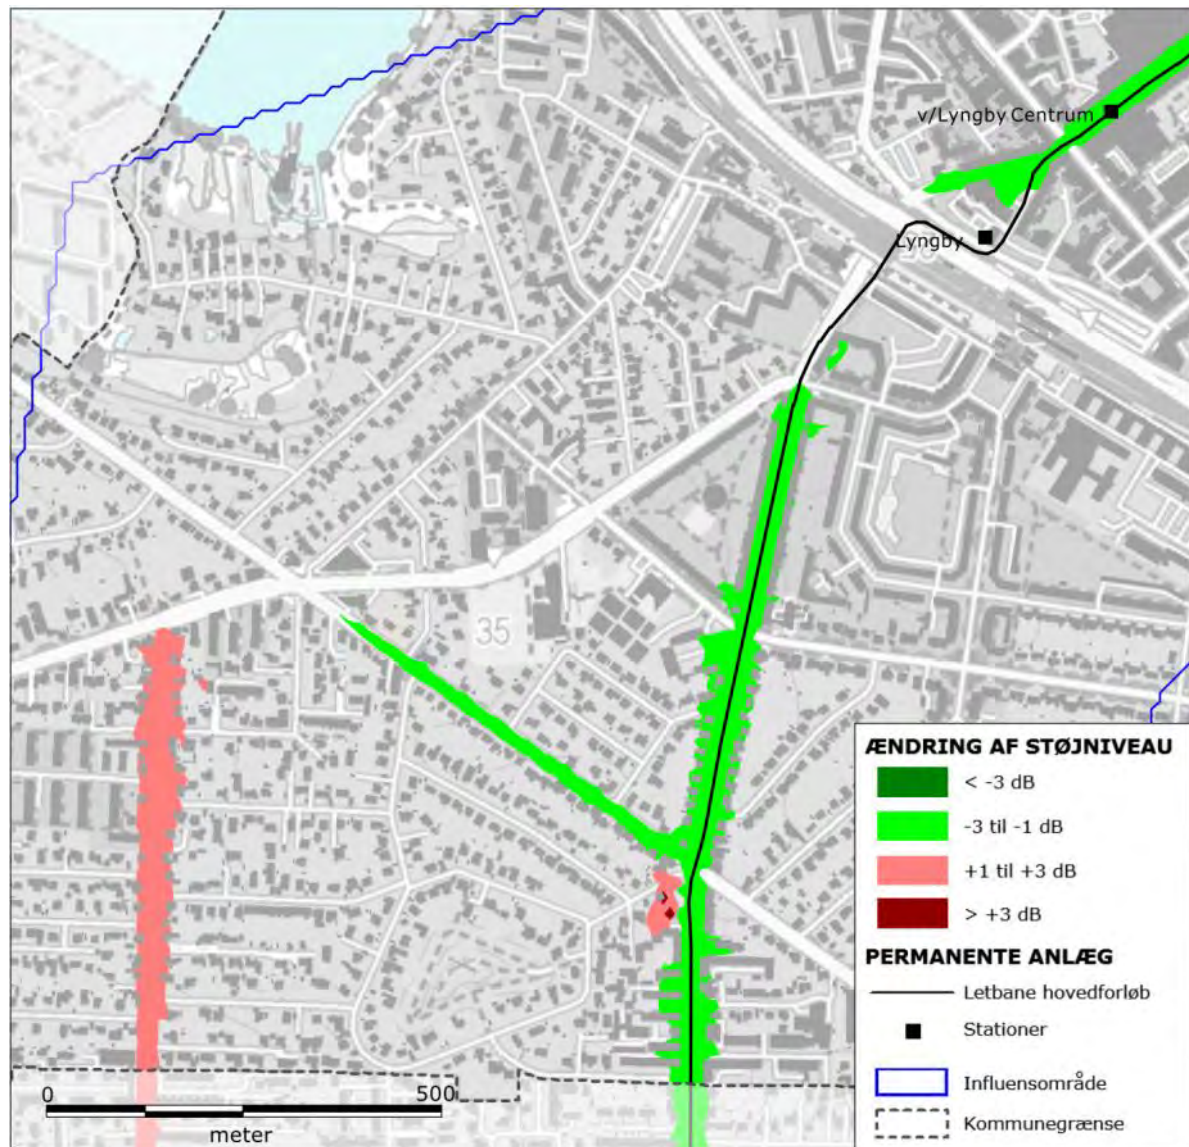 v/Lyngby Centrum
Lyngby
35
ÆNDRING AF STØJNIVEAU
< -3 dB
-3 til -1 dB
+1 til +3 dB
> +3 dB
PERMANENTE ANLÆG
Letbane hovedforløb
Stationer
Influensområde
Kommunegrænse
0
500
meter